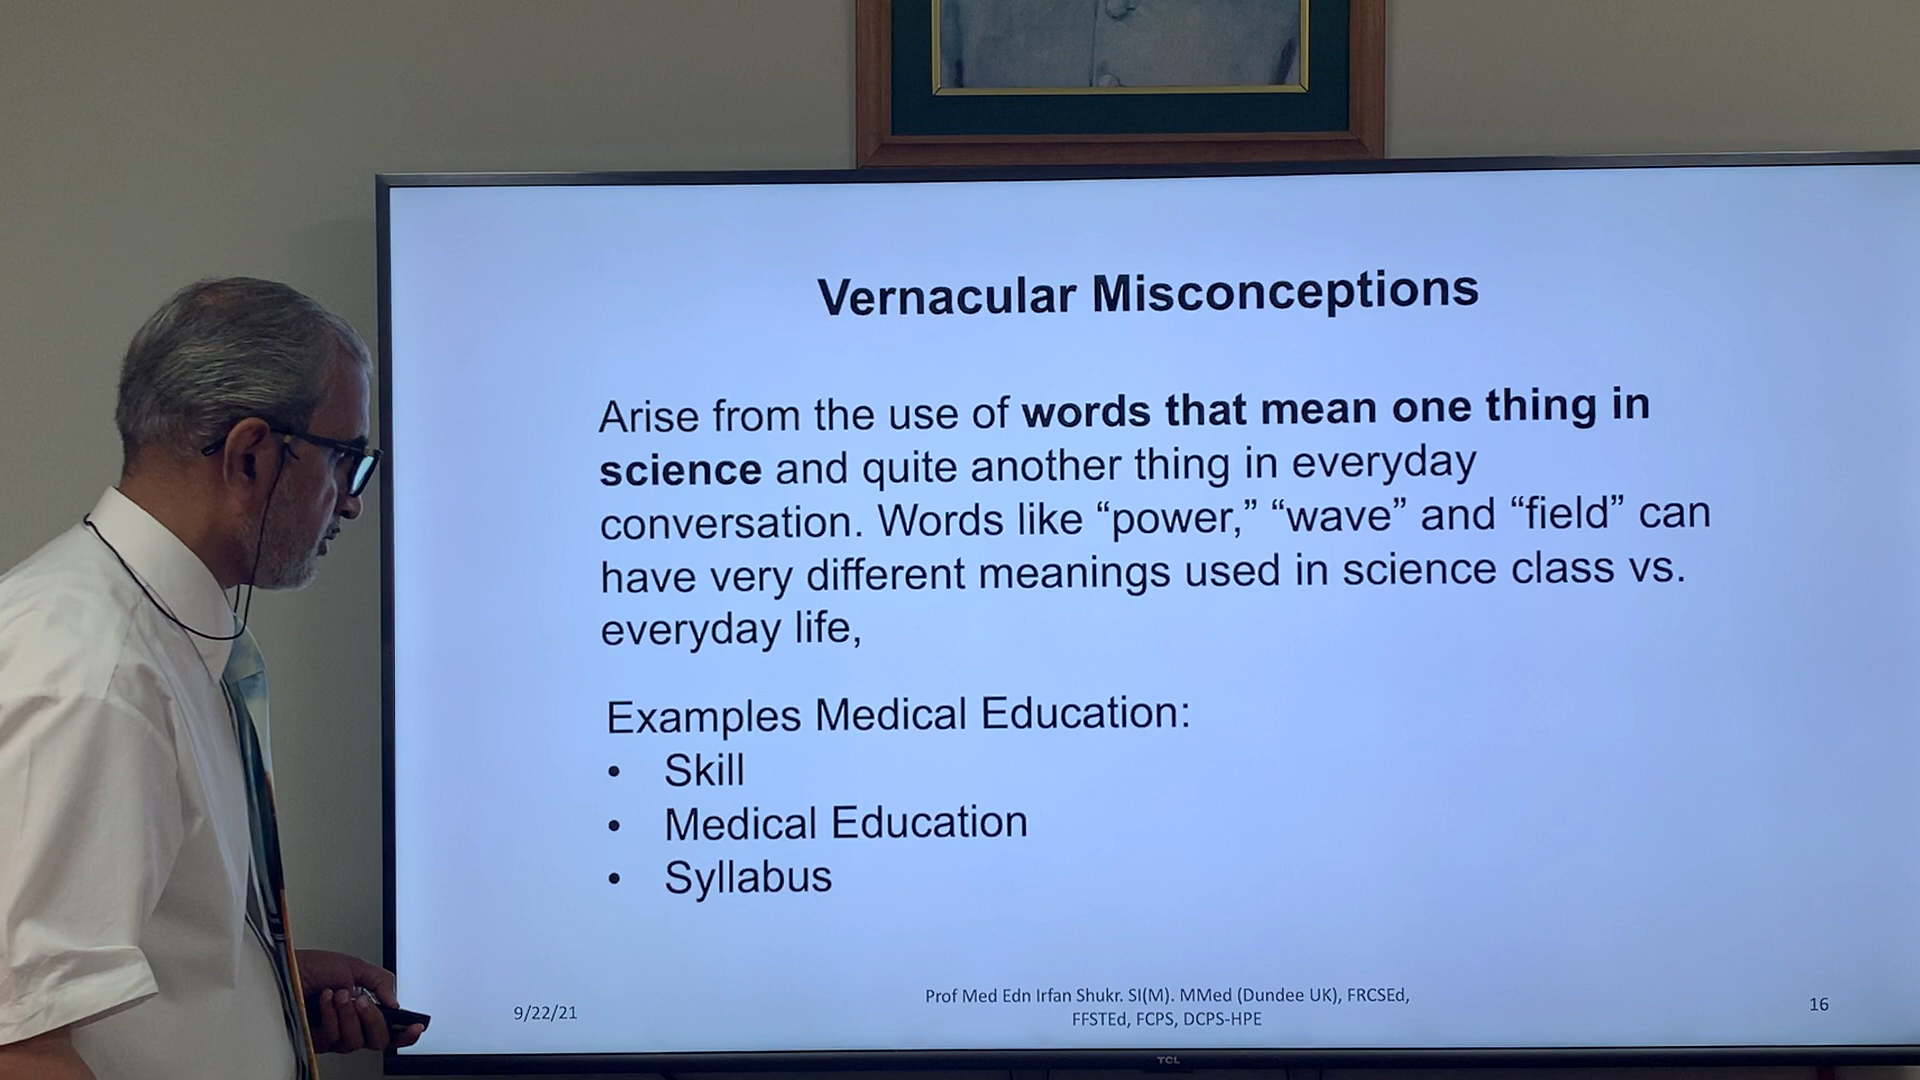 Vernacular Misconceptions
Arise from the use of words that mean one thing in
science and quite another thing in everyday
conversation. Words like “power,” “wave” and “field” can
have very different meanings used in science class vs.
everyday life,
Examples Medical Education:
• Skill
• Medical Education
• Syllabus
9/22/21
Prof Med Edn Irfan Shukr. SI(M). MMed (Dundee UK), FRCSEd,
FFSTEd, FCPS, DCPS-HPE
16
TCL